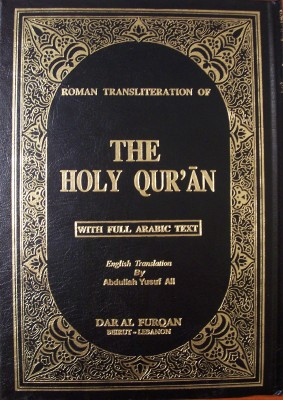 ROMAN TRANSLITERATION OF
THE
HOLY QUR'ĀN
WITH FULL ARABIC TEXT
English Translation
By
Abdullah Yusuf Ali
DAR AL FURQAN
BEIRUT - LEBANON